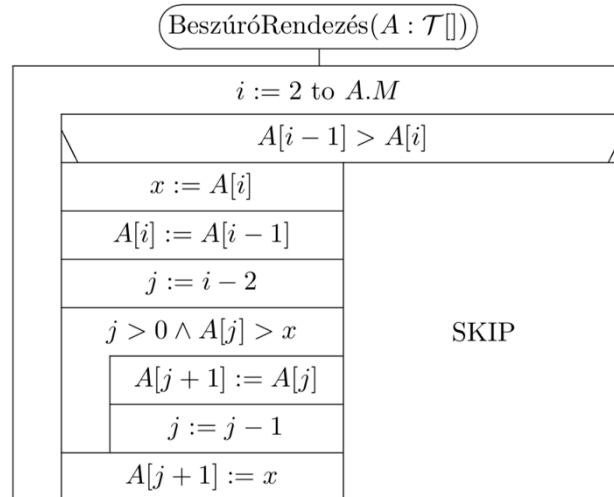 BeszúróRendezés(A : 𝒯[])
i := 2 to A.M
A[i − 1] > A[i]
x := A[i]
A[i] := A[i − 1]
j := i − 2
j > 0 ∧ A[j] > x
SKIP
A[j + 1] := A[j]
j := j − 1
A[j + 1] := x